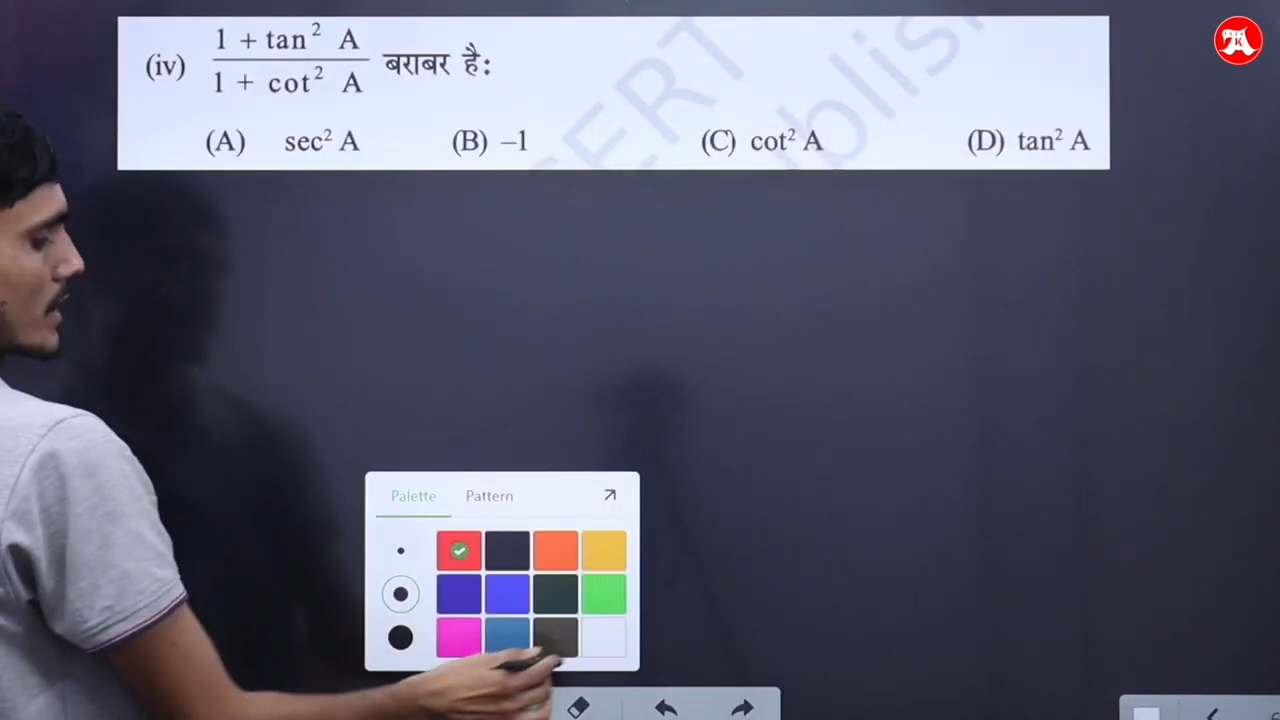 (iv) 1 + tan² A / 1 + cot² A बराबर है:
(A) sec² A (B) –1 (C) cot² A (D) tan² A
Palette Pattern